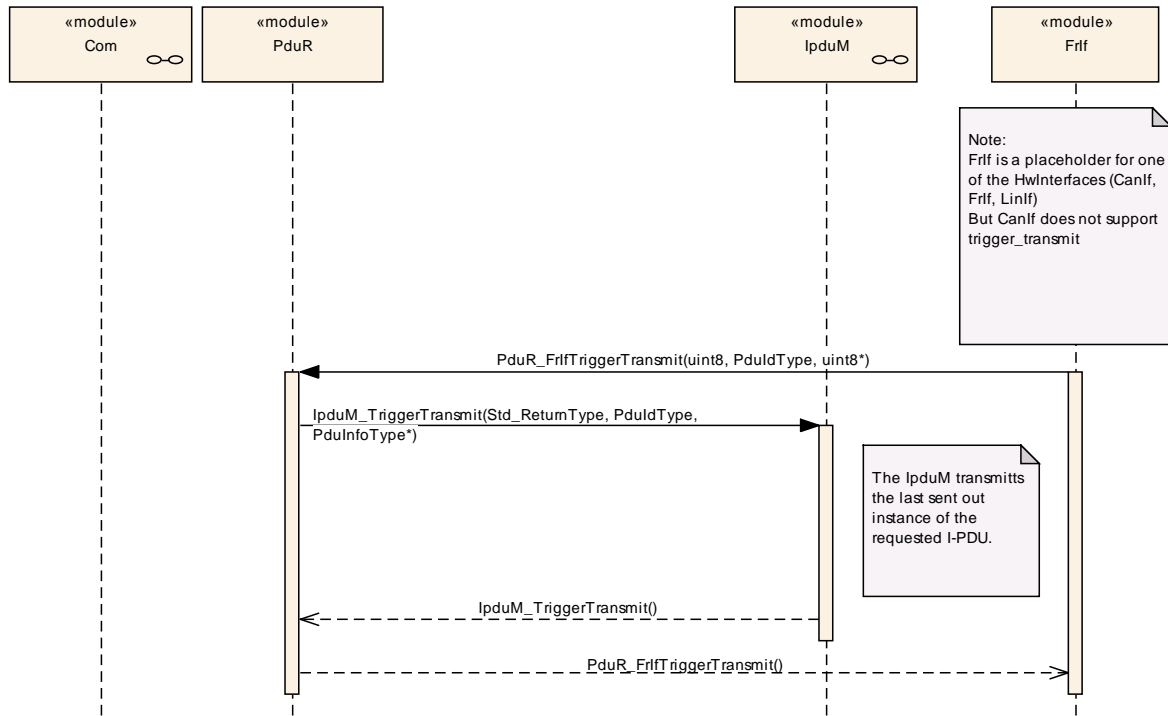 «module»
Com
«module»
PduR
«module»
IpduM
«module»
FrIf
Note:
FrIf is a placeholder for one
of the HwInterfaces (CanIf,
FrIf, LinIf)
But CanIf does not support
trigger_transmit
PduR_FrIfTriggerTransmit(uint8, PduIdType, uint8*)
IpduM_TriggerTransmit(Std_ReturnType, PduIdType,
PduInfoType*)
The IpduM transmitts
the last sent out
instance of the
requested I-PDU.
IpduM_TriggerTransmit()
PduR_FrIfTriggerTransmit()